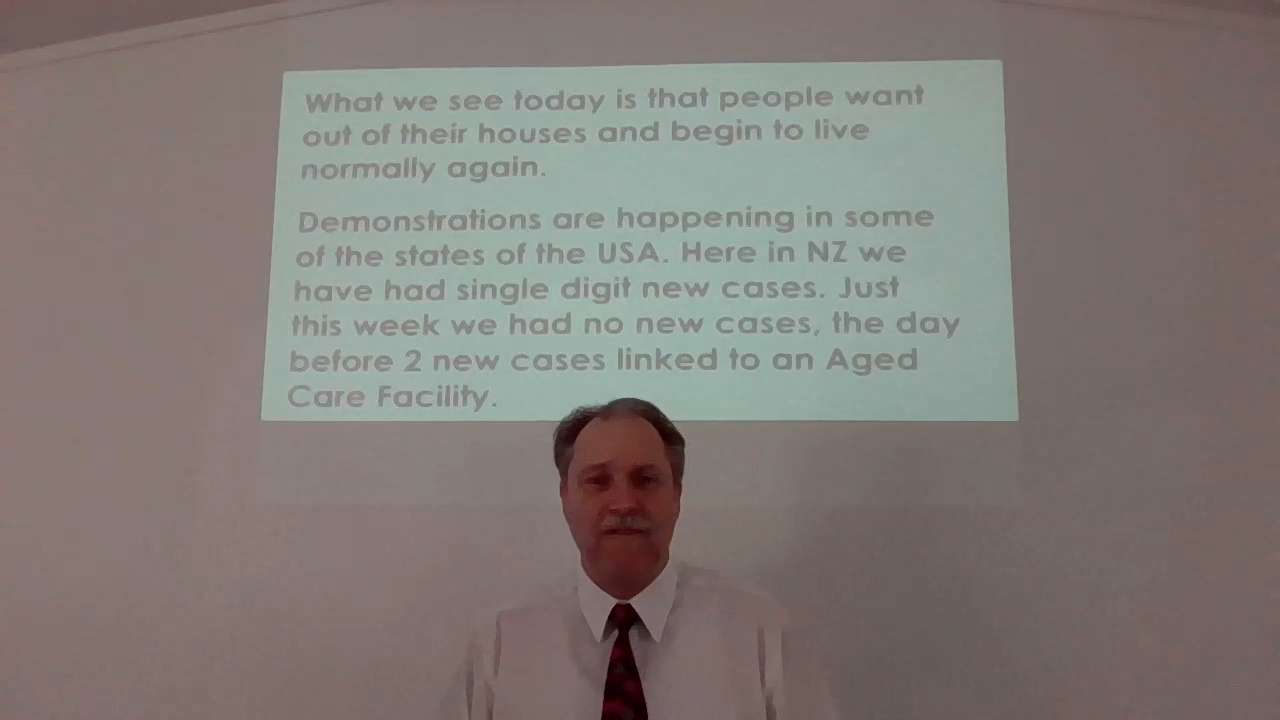 What we see today is that people want
out of their houses and begin to live
normally again.
Demonstrations are happening in some
of the states of the USA. Here in NZ we
have had single digit new cases. Just
this week we had no new cases, the day
before 2 new cases linked to an Aged
Care Facility.